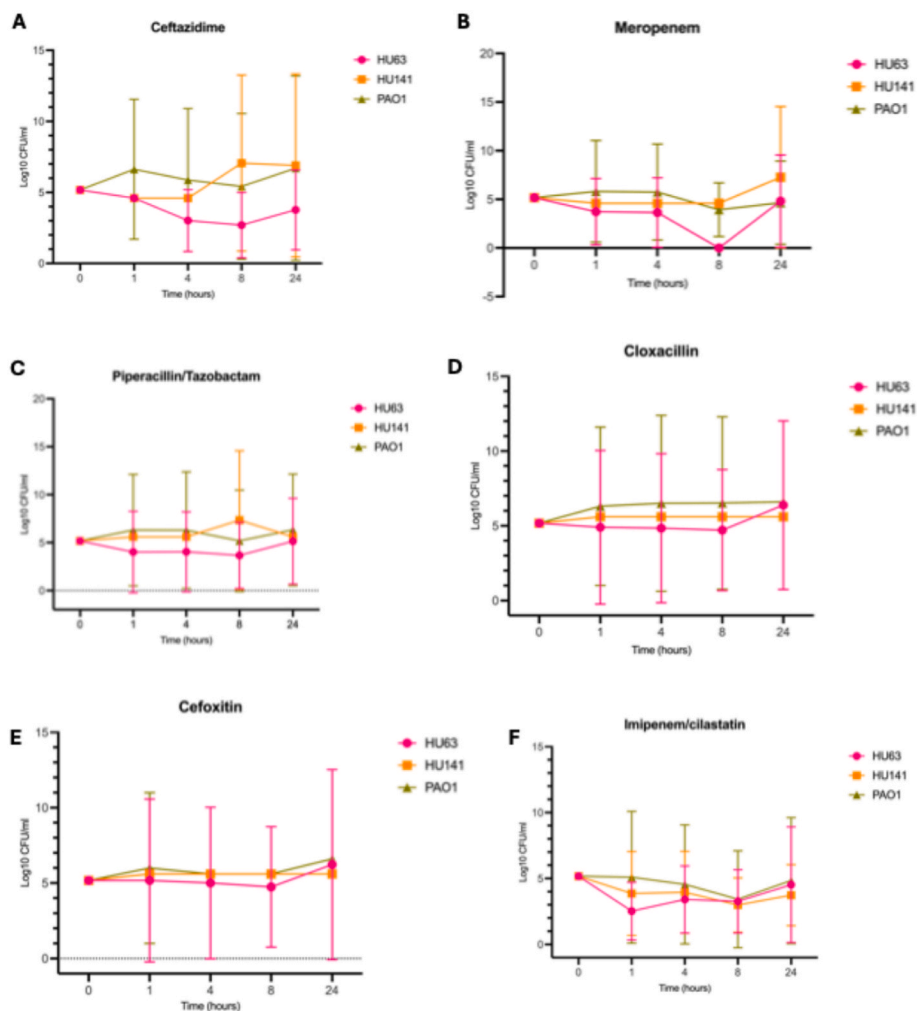 A
Ceftazidime
15
10
5
0
Log10 CFU/ml
0 1 4 8 24
Time (hours)
HU63
HU141
PAO1
B
Meropenem
20
15
10
5
0
-5
Log10 CFU/ml
0 1 4 8 24
Time (hours)
HU63
HU141
PAO1
C
Piperacillin/Tazobactam
20
15
10
5
0
Log10 CFU/ml
0 1 4 8 24
Time (hours)
HU63
HU141
PAO1
D
Cloxacillin
15
10
5
0
Log10 CFU/ml
0 1 4 8 24
Time (hours)
HU63
HU141
PAO1
E
Cefoxitin
15
10
5
0
Log10 CFU/ml
0 1 4 8 24
Time (hours)
HU63
HU141
PAO1
F
Imipenem/cilastatin
15
10
5
0
Log10 CFU/ml
0 1 4 8 24
Time (hours)
HU63
HU141
PAO1